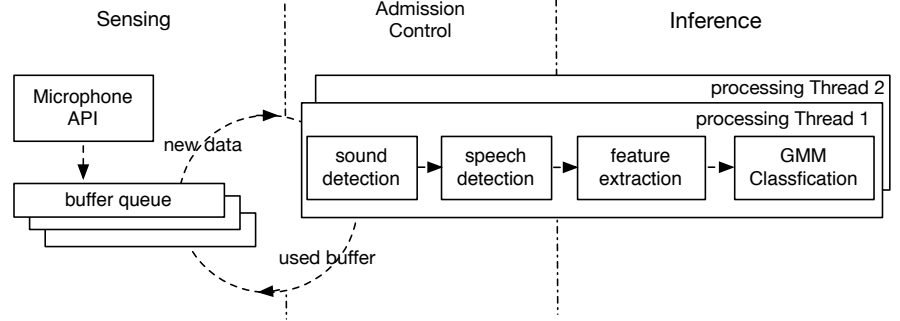 Sensing
Admission
Control
Inference
Microphone
API
new data
buffer queue
used buffer
processing Thread 2
processing Thread 1
sound
detection
speech
detection
feature
extraction
GMM
Classfication